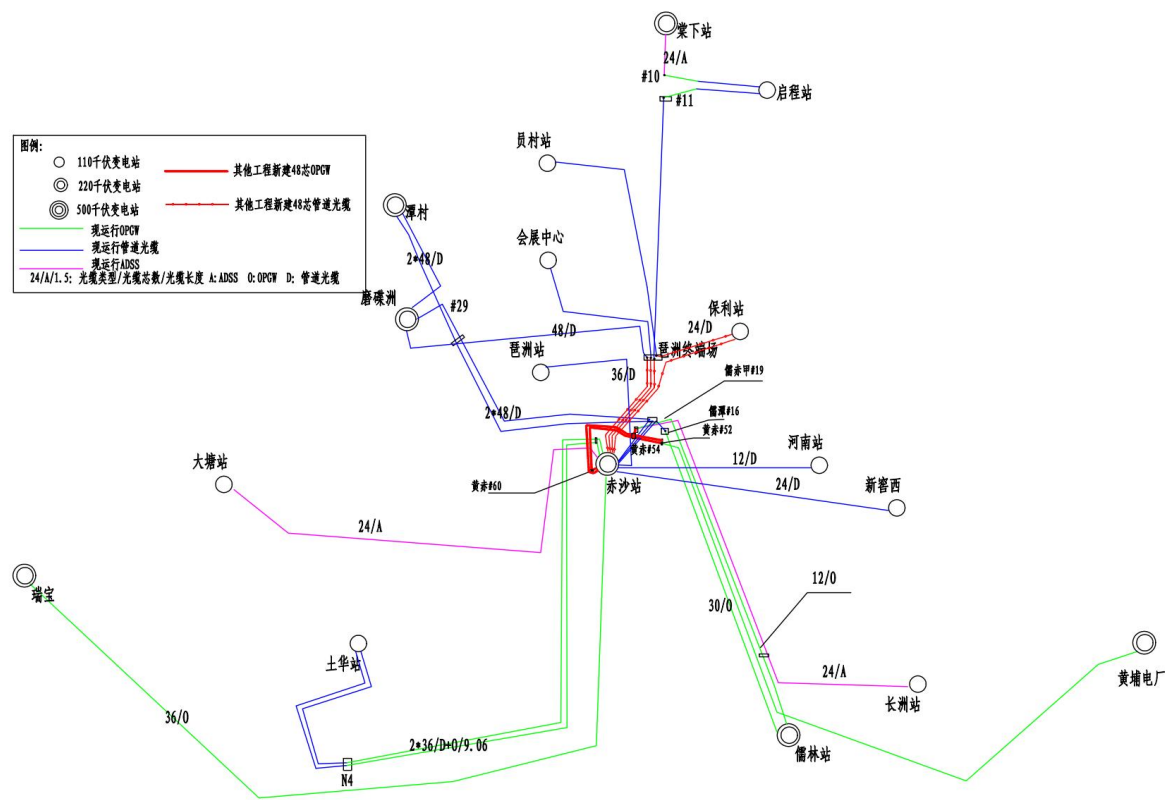 棠下站
24/A
#10
#11
启程站
员村站
图例:
110千伏变电站
220千伏变电站
500千伏变电站
其他工程新建48芯OPGW
其他工程新建48芯管道光缆
现运行OPGW
现运行管道光缆
现运行ADSS
24/A/1.5: 光缆类型/光缆芯数/光缆长度 A:ADSS O:OPGW D: 管道光缆
潭村
2*48/D
会展中心
磨碟洲
#29
48/D
保利站
24/D
琶洲终端场
琶洲站
36/D
儒赤甲#19
2*48/D
儒潭#16
黄赤#52
黄赤#54
河南站
12/D
大塘站
赤沙站
黄赤#60
24/D
新窖西
24/A
瑞宝
12/O
30/O
土华站
24/A
黄埔电厂
长洲站
36/O
2*36/D+O/9.06
儒林站
N4